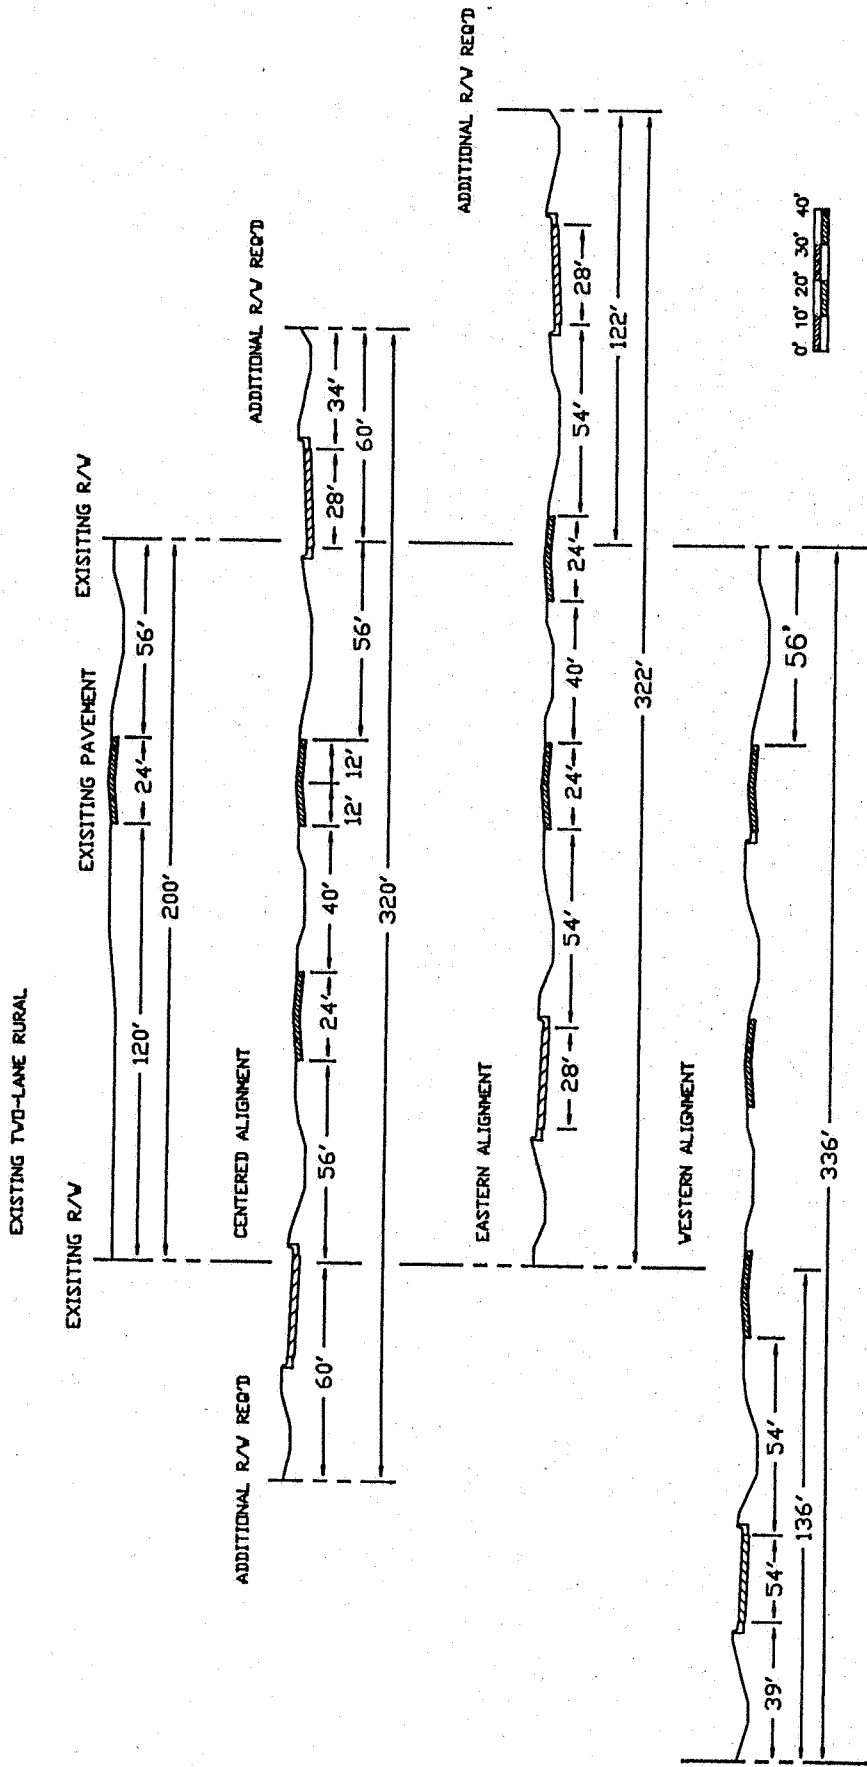 EXISTING TWO-LANE RURAL
EXISITING R/W
EXISITING PAVEMENT
EXISITING R/W
120'
24'
56'
200'
CENTERED ALIGNMENT
ADDITIONAL R/W REQ'D
ADDITIONAL R/W REQ'D
60'
56'
24'
40'
12'
12'
56'
28'
34'
60'
320'
EASTERN ALIGNMENT
ADDITIONAL R/W REQ'D
28'
54'
24'
40'
24'
54'
28'
122'
322'
WESTERN ALIGNMENT
39'
54'
54'
56'
136'
336'
0' 10' 20' 30' 40'